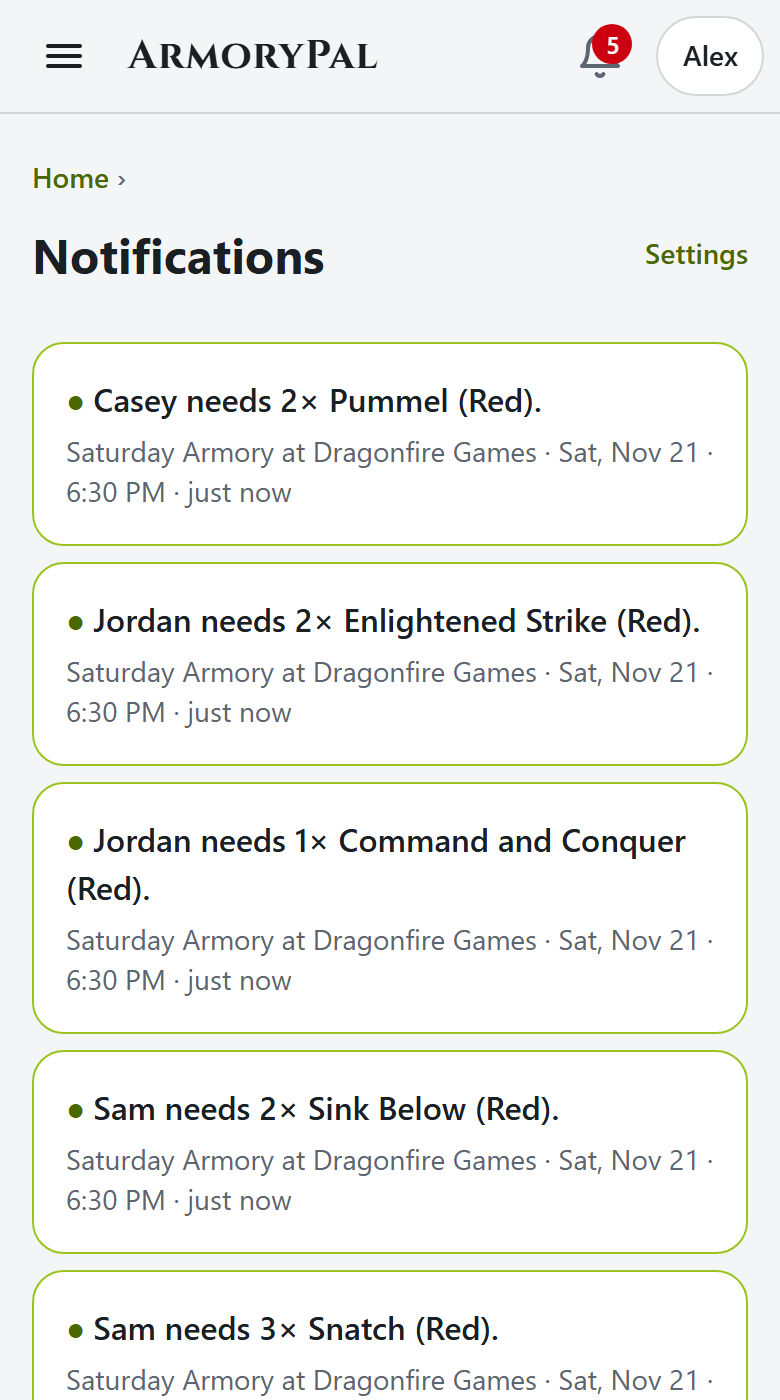 ArmoryPal
5
Alex
Home ›
Notifications
Settings
● Casey needs 2× Pummel (Red).
Saturday Armory at Dragonfire Games · Sat, Nov 21 ·
6:30 PM · just now
● Jordan needs 2× Enlightened Strike (Red).
Saturday Armory at Dragonfire Games · Sat, Nov 21 ·
6:30 PM · just now
● Jordan needs 1× Command and Conquer
(Red).
Saturday Armory at Dragonfire Games · Sat, Nov 21 ·
6:30 PM · just now
● Sam needs 2× Sink Below (Red).
Saturday Armory at Dragonfire Games · Sat, Nov 21 ·
6:30 PM · just now
● Sam needs 3× Snatch (Red).
Saturday Armory at Dragonfire Games · Sat, Nov 21 ·